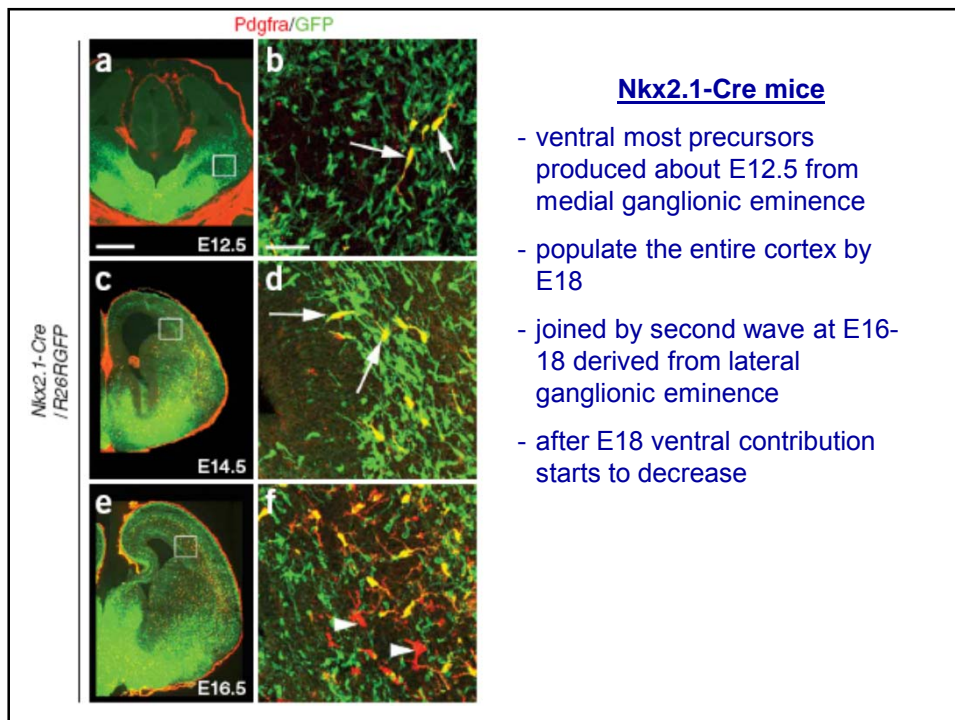 Pdgfra/GFP
a
b
E12.5
c
d
E14.5
e
f
E16.5
Nkx2.1-Cre
/ R26RGFP
Nkx2.1-Cre mice
- ventral most precursors
produced about E12.5 from
medial ganglionic eminence
- populate the entire cortex by
E18
- joined by second wave at E16-
18 derived from lateral
ganglionic eminence
- after E18 ventral contribution
starts to decrease